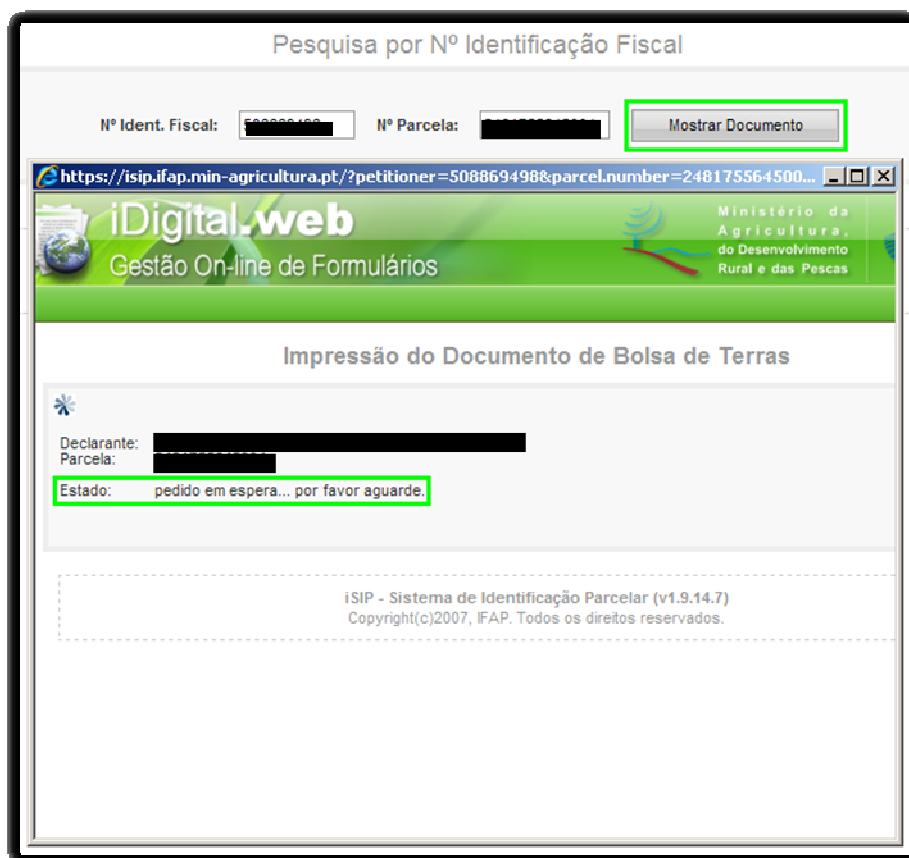 Pesquisa por Nº Identificação Fiscal
Nº Ident. Fiscal: Nº Parcela: Mostrar Documento
https://isip.ifap.min-agricultura.pt/?petitioner=508869498&parcel.number=248175564500...
iDigital.web
Gestão On-line de Formulários
Ministério da
Agricultura,
do Desenvolvimento
Rural e das Pescas
Impressão do Documento de Bolsa de Terras
Declarante:
Parcela:
Estado: pedido em espera... por favor aguarde.
iSIP - Sistema de Identificação Parcelar (v1.9.14.7)
Copyright(c)2007, IFAP. Todos os direitos reservados.